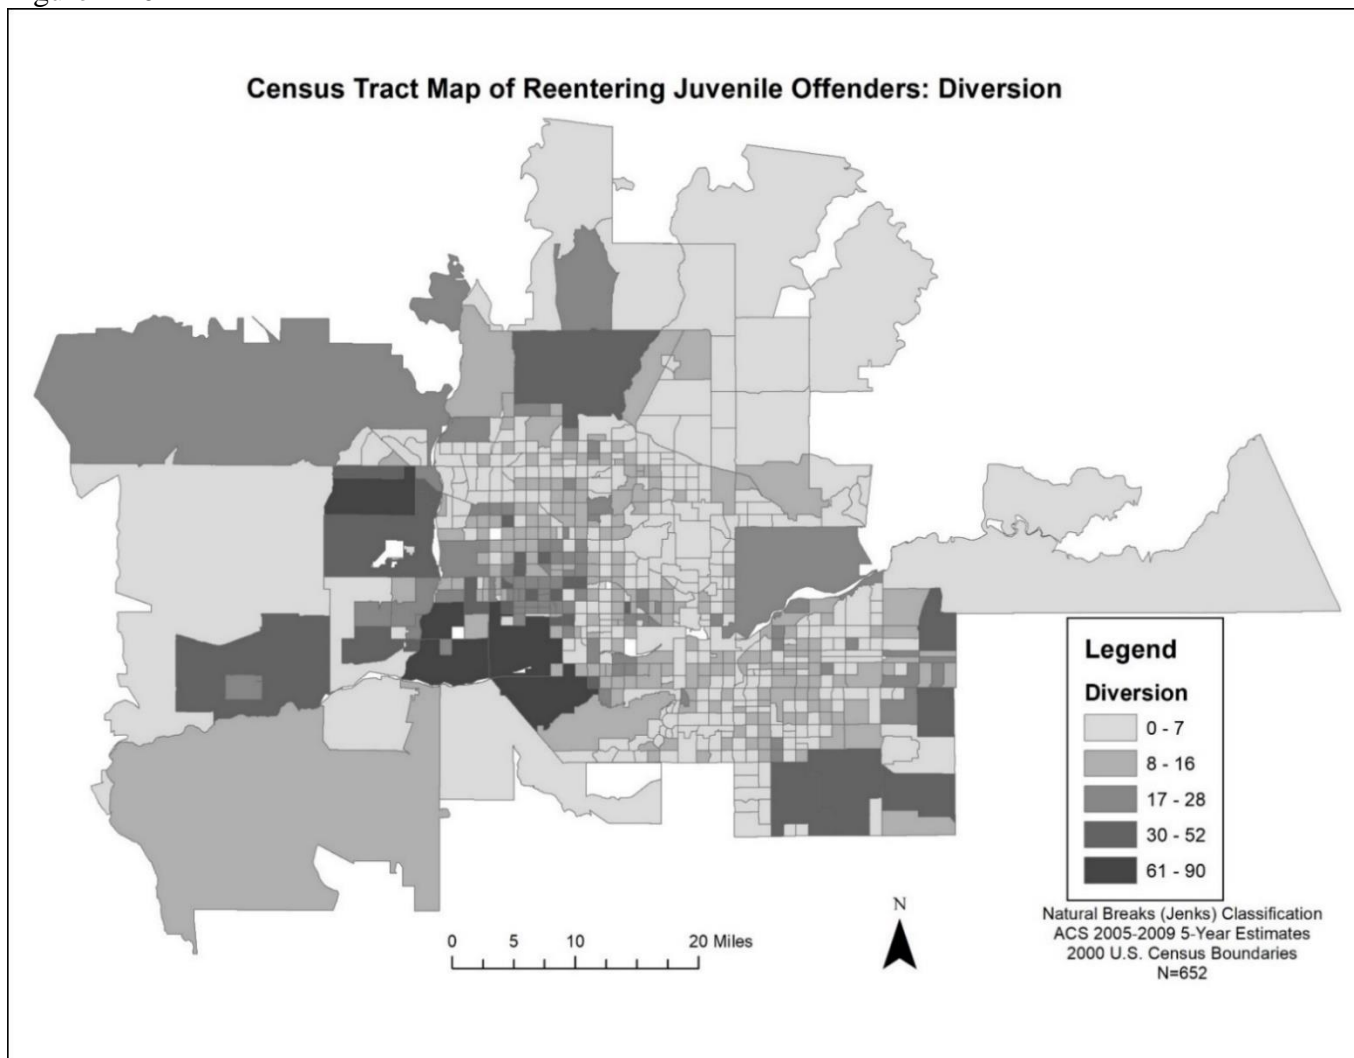 Census Tract Map of Reentering Juvenile Offenders: Diversion
Legend
Diversion
0 - 7
8 - 16
17 - 28
30 - 52
61 - 90
N
0 5 10 20 Miles
Natural Breaks (Jenks) Classification
ACS 2005-2009 5-Year Estimates
2000 U.S. Census Boundaries
N=652